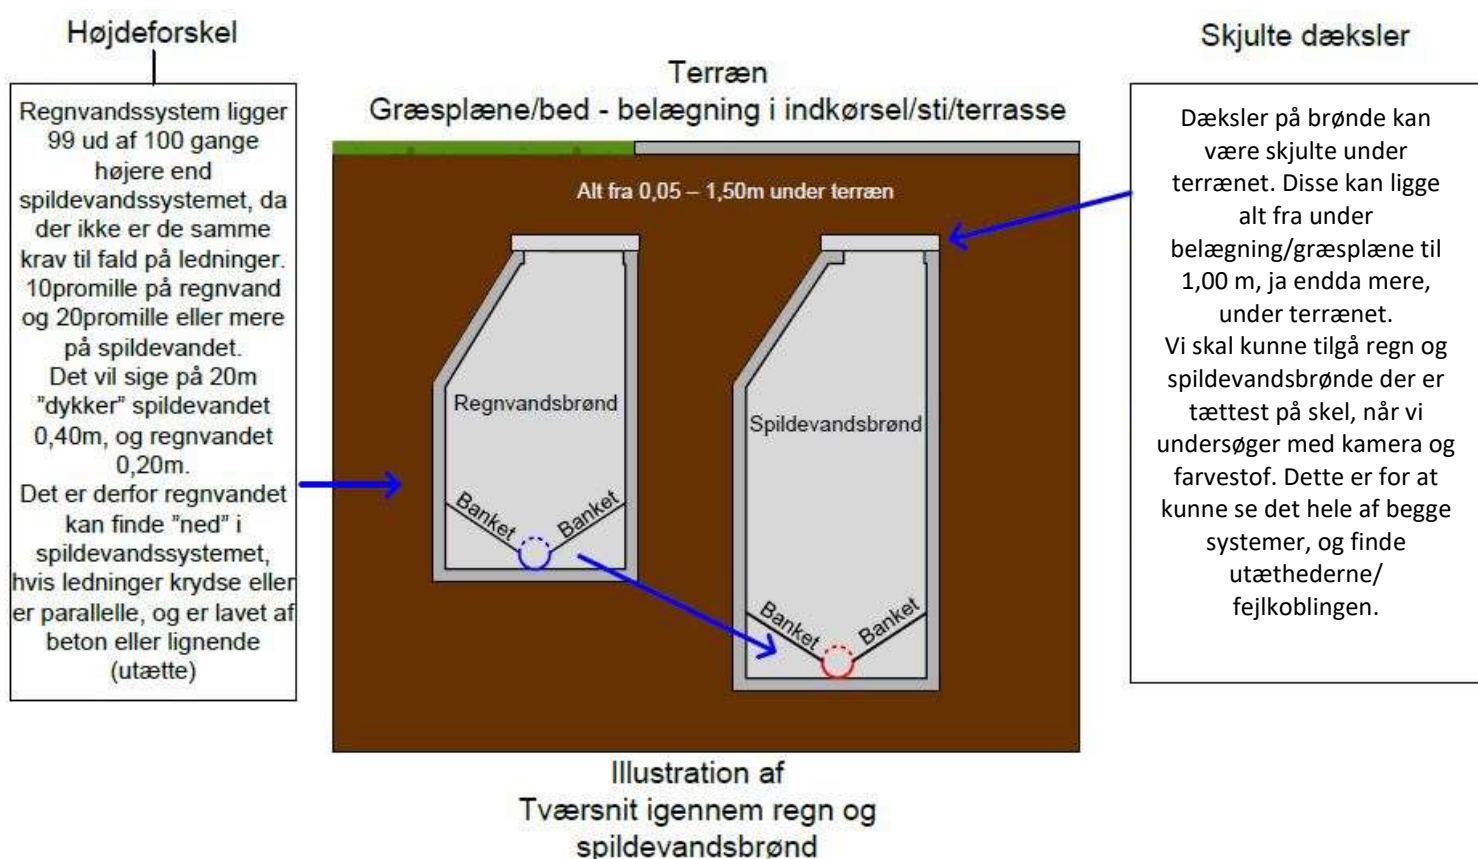 Højdeforskel
Regnvandssystem ligger
99 ud af 100 gange
højere end
spildevandssystemet, da
der ikke er de samme
krav til fald på ledninger.
10promille på regnvand
og 20promille eller mere
på spildevandet.
Det vil sige på 20m
"dykker" spildevandet
0,40m, og regnvandet
0,20m.
Det er derfor regnvandet
kan finde "ned" i
spildevandssystemet,
hvis ledninger krydse eller
er parallelle, og er lavet af
beton eller lignende
(utætte)
Terræn
Græsplæne/bed - belægning i indkørsel/sti/terrasse
Alt fra 0,05 – 1,50m under terræn
Regnvandsbrønd
Banket
Banket
Spildevandsbrønd
Banket
Banket
Illustration af
Tværsnit igennem regn og
spildevandsbrønd
Skjulte dæksler
Dæksler på brønde kan
være skjulte under
terrænet. Disse kan ligge
alt fra under
belægning/græsplæne til
1,00 m, ja endda mere,
under terrænet.
Vi skal kunne tilgå regn og
spildevandsbrønde der er
tættest på skel, når vi
undersøger med kamera og
farvestof. Dette er for at
kunne se det hele af begge
systemer, og finde
utæthederne/
fejlkoblingen.